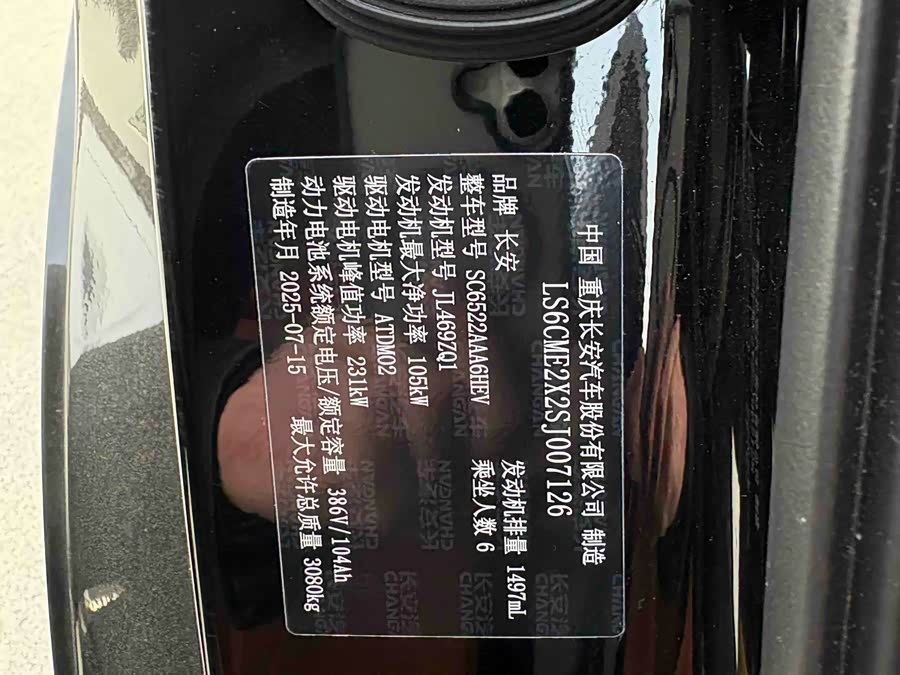 中国 重庆长安汽车股份有限公司 制造
LS6CME2X2SJ007126
品牌 长安 发动机排量 1497mL
整车型号 SC6522AAA6HEV 乘坐人数 6
发动机型号 JL469ZQ1
发动机最大净功率 105kW
驱动电机型号 ATDM02
驱动电机峰值功率 231kW
动力电池系统额定电压/额定容量 386V/104Ah
制造年月 2025-07-15 最大允许总质量 3080kg